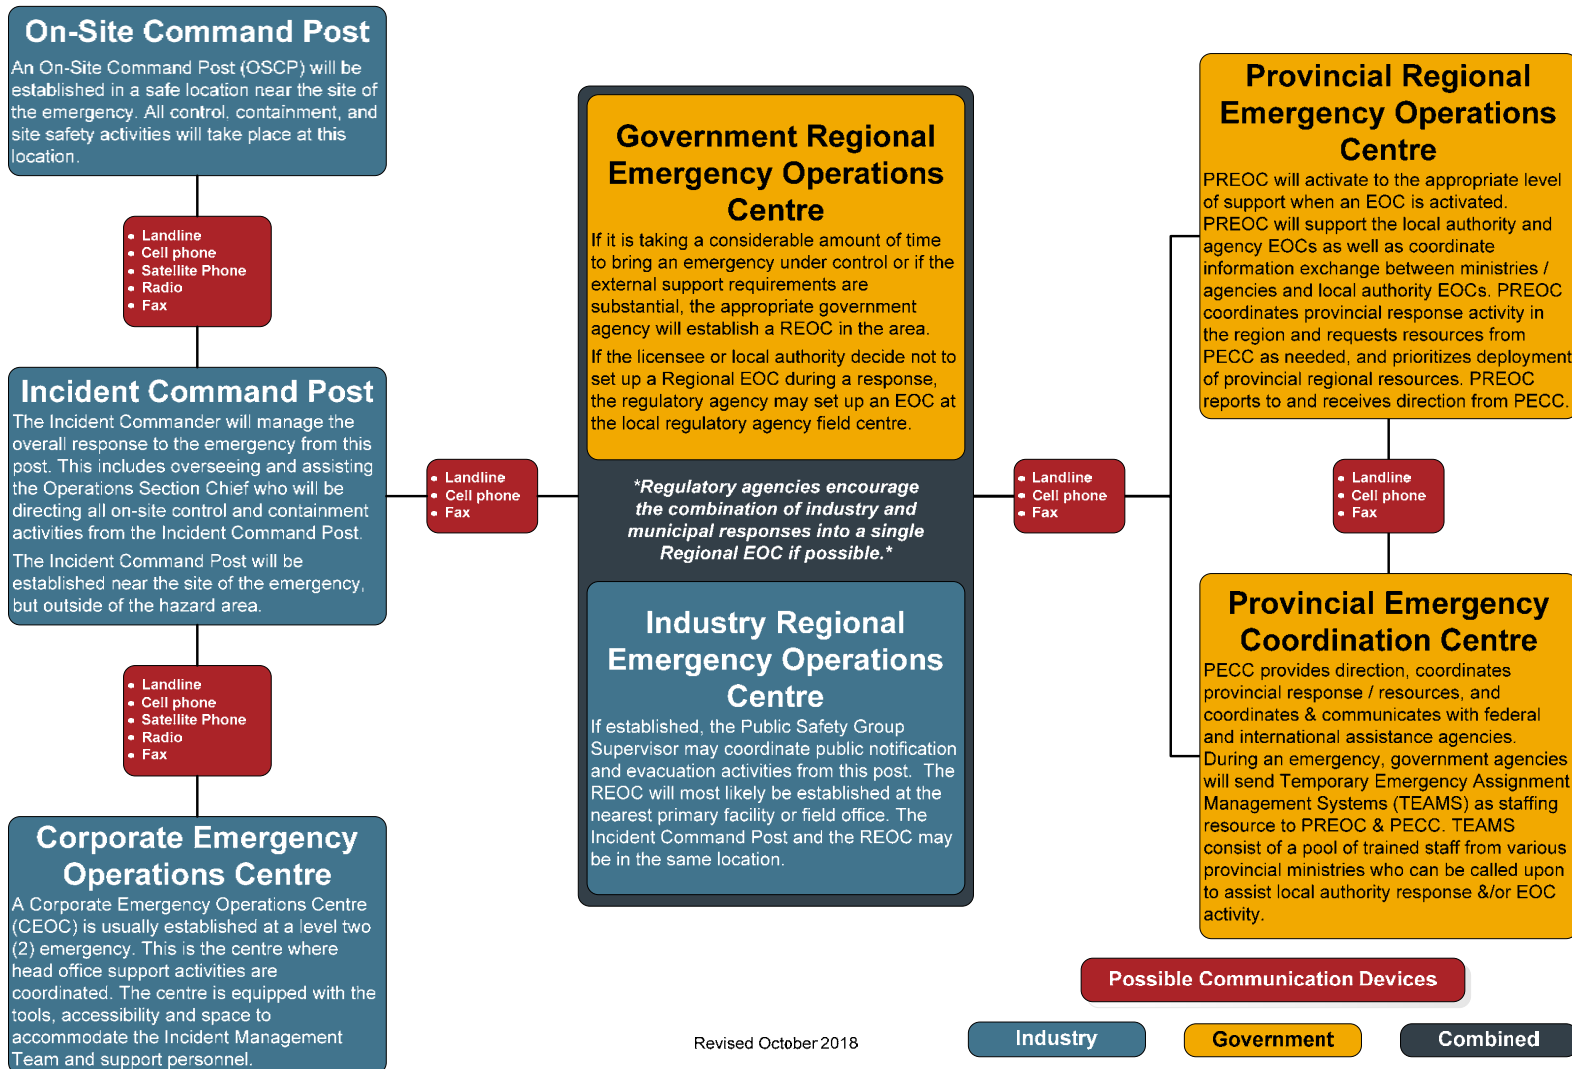 On-Site Command Post
An On-Site Command Post (OSCP) will be
established in a safe location near the site of
the emergency. All control, containment, and
site safety activities will take place at this
location.
• Landline
• Cell phone
• Satellite Phone
• Radio
• Fax
Incident Command Post
The Incident Commander will manage the
overall response to the emergency from this
post. This includes overseeing and assisting
the Operations Section Chief who will be
directing all on-site control and containment
activities from the Incident Command Post.
The Incident Command Post will be
established near the site of the emergency,
but outside of the hazard area.
• Landline
• Cell phone
• Satellite Phone
• Radio
• Fax
Corporate Emergency
Operations Centre
A Corporate Emergency Operations Centre
(CEOC) is usually established at a level two
(2) emergency. This is the centre where
head office support activities are
coordinated. The centre is equipped with the
tools, accessibility and space to
accommodate the Incident Management
Team and support personnel.
• Landline
• Cell phone
• Fax
Government Regional
Emergency Operations
Centre
If it is taking a considerable amount of time
to bring an emergency under control or if the
external support requirements are
substantial, the appropriate government
agency will establish a REOC in the area.
If the licensee or local authority decide not to
set up a Regional EOC during a response,
the regulatory agency may set up an EOC at
the local regulatory agency field centre.
*Regulatory agencies encourage
the combination of industry and
municipal responses into a single
Regional EOC if possible.*
Industry Regional
Emergency Operations
Centre
If established, the Public Safety Group
Supervisor may coordinate public notification
and evacuation activities from this post. The
REOC will most likely be established at the
nearest primary facility or field office. The
Incident Command Post and the REOC may
be in the same location.
• Landline
• Cell phone
• Fax
Provincial Regional
Emergency Operations
Centre
PREOC will activate to the appropriate level
of support when an EOC is activated.
PREOC will support the local authority and
agency EOCs as well as coordinate
information exchange between ministries /
agencies and local authority EOCs. PREOC
coordinates provincial response activity in
the region and requests resources from
PECC as needed, and prioritizes deployment
of provincial regional resources. PREOC
reports to and receives direction from PECC.
• Landline
• Cell phone
• Fax
Provincial Emergency
Coordination Centre
PECC provides direction, coordinates
provincial response / resources, and
coordinates & communicates with federal
and international assistance agencies.
During an emergency, government agencies
will send Temporary Emergency Assignment
Management Systems (TEAMS) as staffing
resource to PREOC & PECC. TEAMS
consist of a pool of trained staff from various
provincial ministries who can be called upon
to assist local authority response &/or EOC
activity.
Possible Communication Devices
Revised October 2018
Industry
Government
Combined